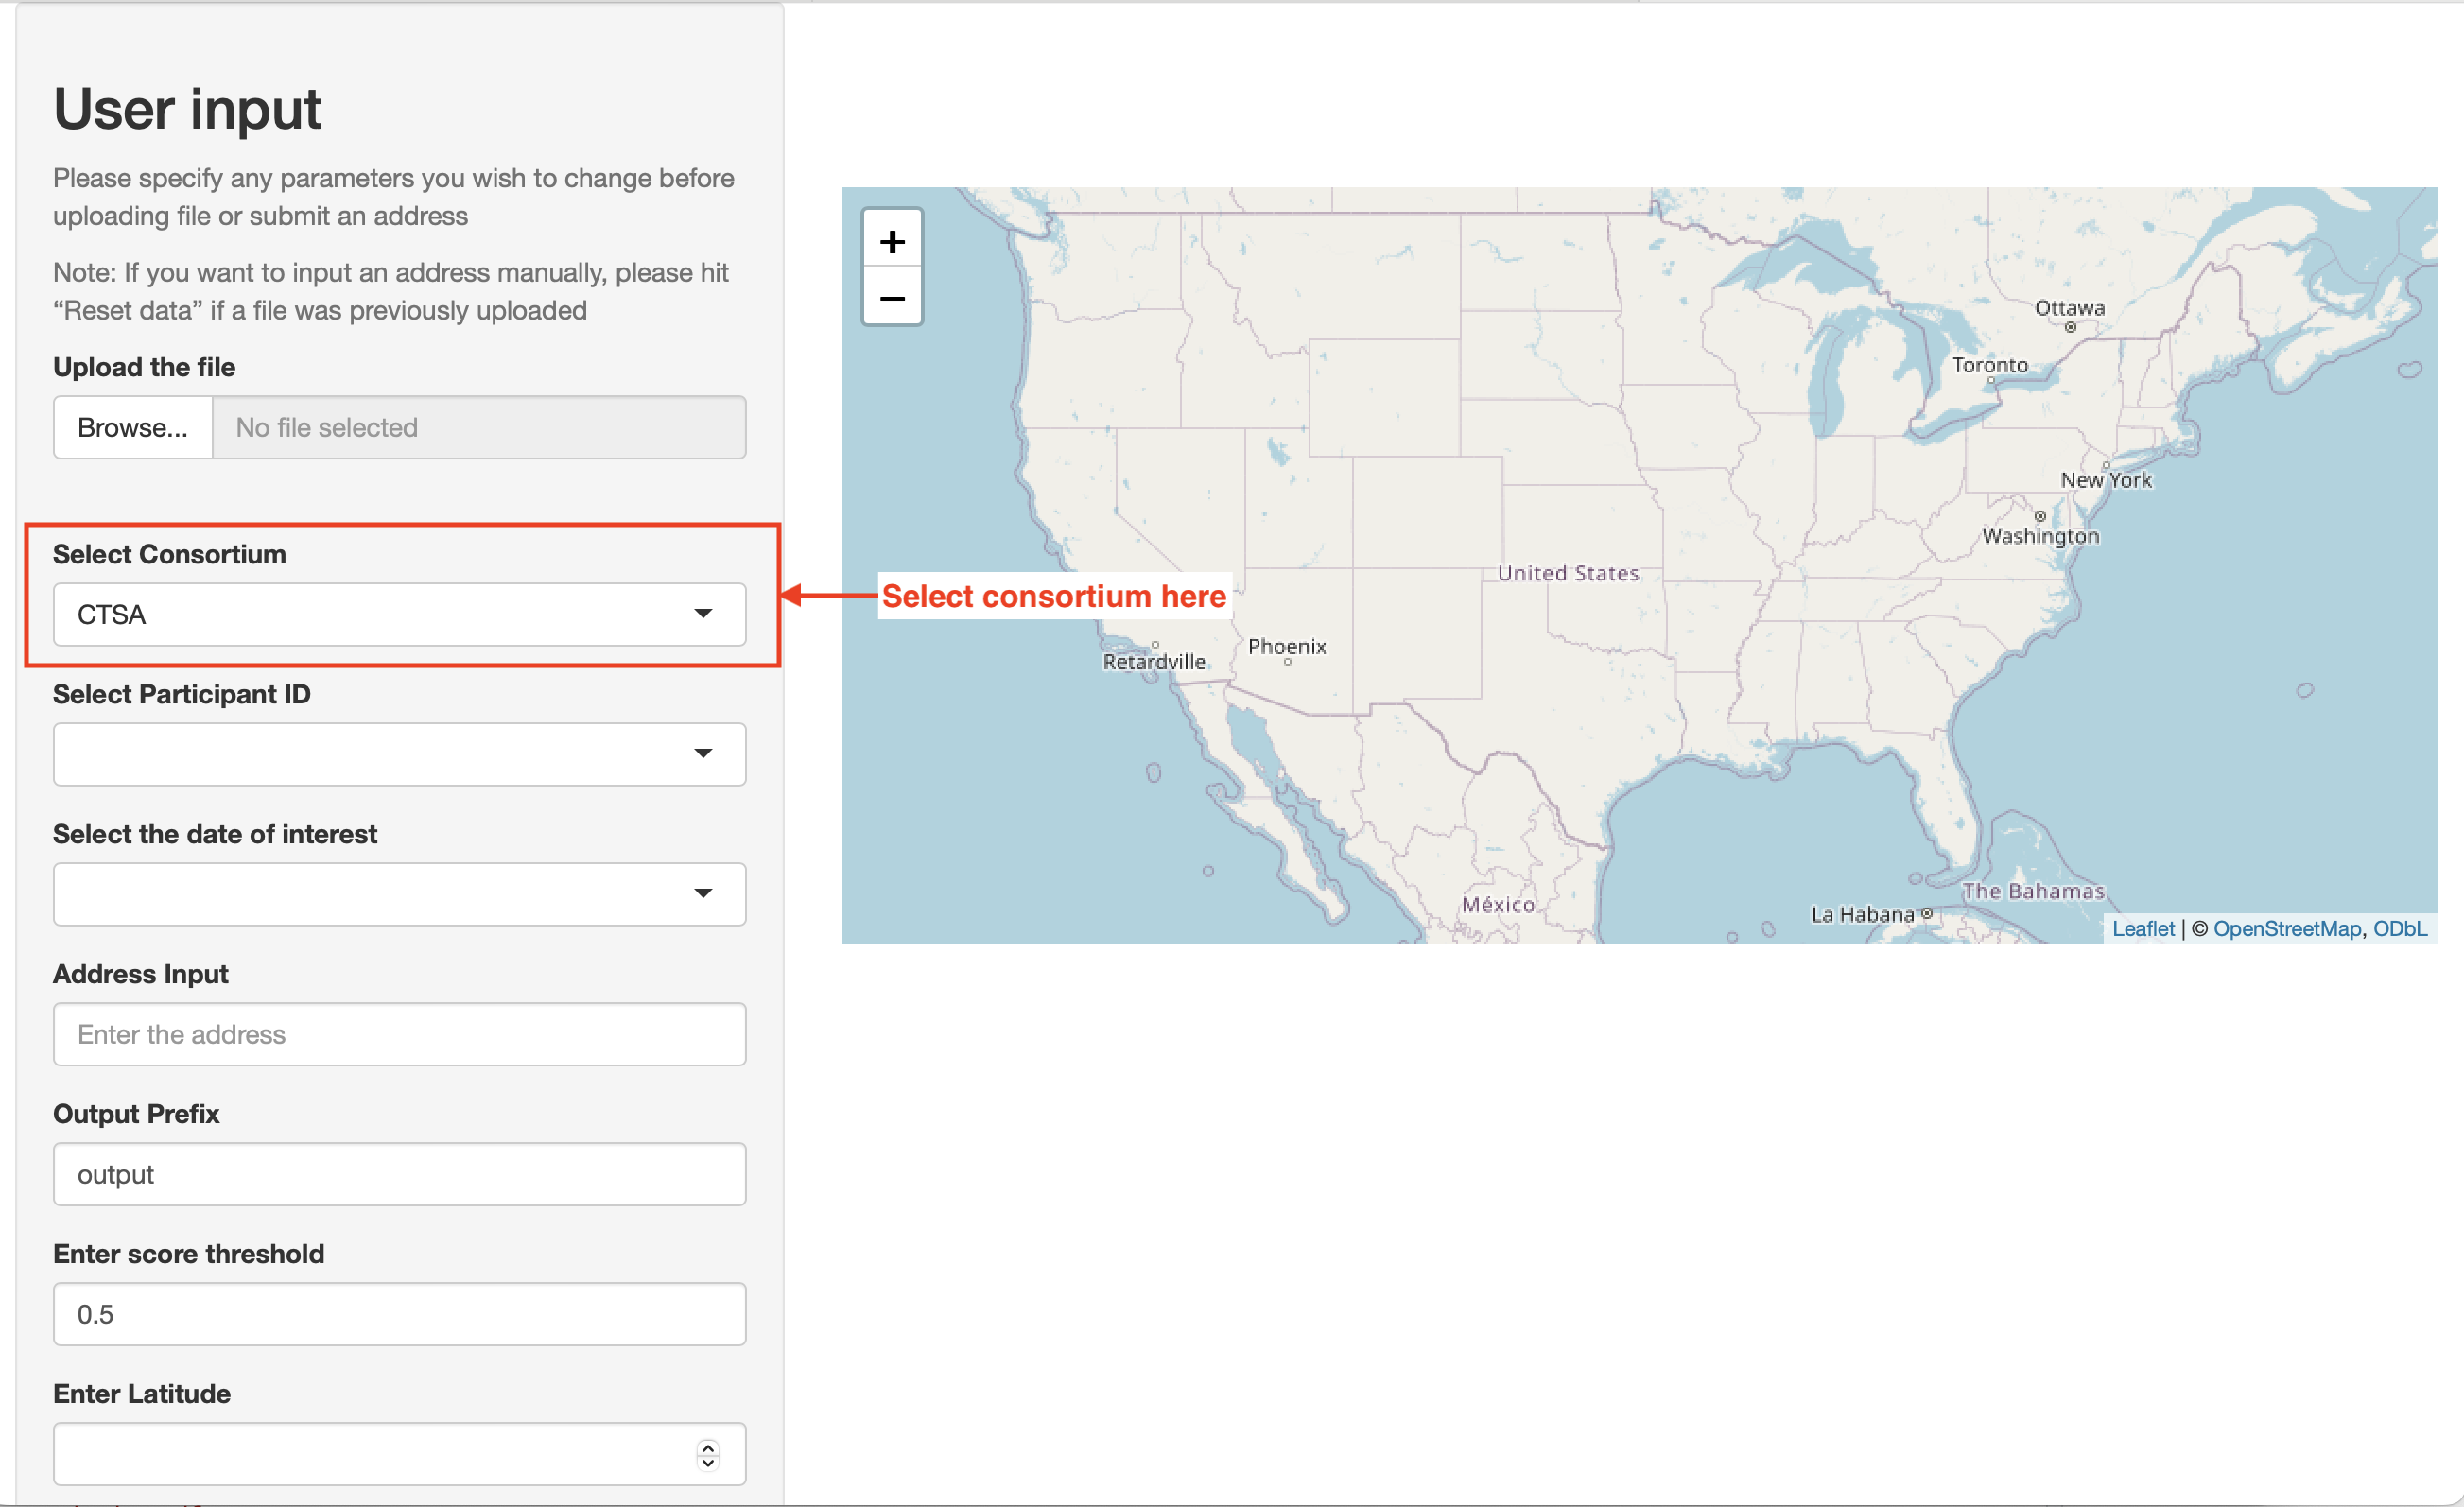 User input
Please specify any parameters you wish to change before
uploading file or submit an address
Note: If you want to input an address manually, please hit
“Reset data” if a file was previously uploaded
Upload the file
Browse...
No file selected
Select Consortium
CTSA
Select consortium here
Select Participant ID
Select the date of interest
Address Input
Enter the address
Output Prefix
output
Enter score threshold
0.5
Enter Latitude
+
−
Ottawa
Toronto
New York
Washington
United States
Phoenix
Retardville
México
The Bahamas
La Habana
Leaflet | © OpenStreetMap, ODbL